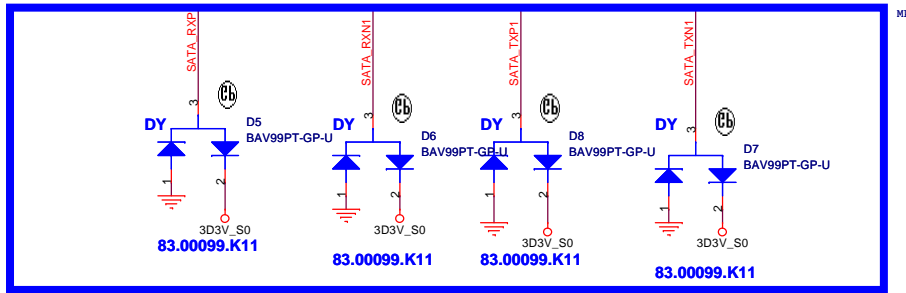 MI
SATA_RXP
3
DY
D5
BAV99PT-GP-U
1
2
3D3V_S0
83.00099.K11
SATA_RXN1
3
DY
D6
BAV99PT-GP-U
1
2
3D3V_S0
83.00099.K11
SATA_TXP1
3
DY
D8
BAV99PT-GP-U
1
2
3D3V_S0
83.00099.K11
SATA_TXN1
3
DY
D7
BAV99PT-GP-U
1
2
3D3V_S0
83.00099.K11